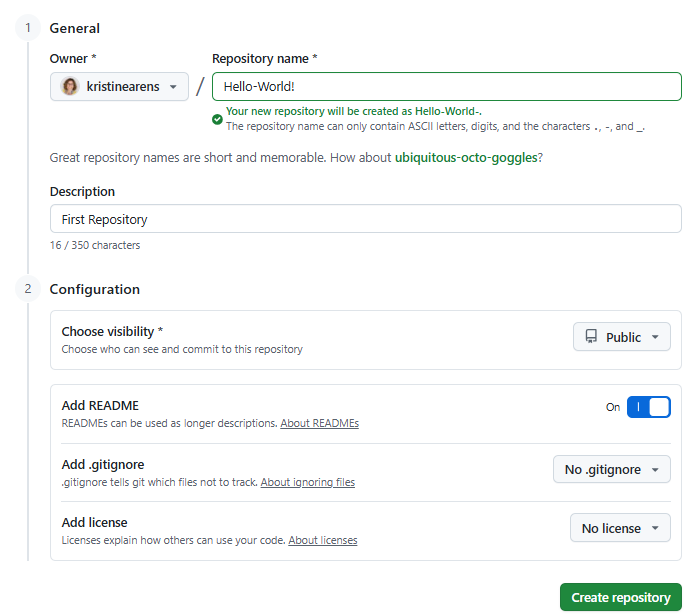 1 General
Owner * Repository name *
kristinearens / Hello-World!
Your new repository will be created as Hello-World-.
The repository name can only contain ASCII letters, digits, and the characters ., -, and _.
Great repository names are short and memorable. How about ubiquitous-octo-goggles?
Description
First Repository
16 / 350 characters
2 Configuration
Choose visibility *
Choose who can see and commit to this repository
Public
Add README
READMEs can be used as longer descriptions. About READMEs
On
Add .gitignore
.gitignore tells git which files not to track. About ignoring files
No .gitignore
Add license
Licenses explain how others can use your code. About licenses
No license
Create repository